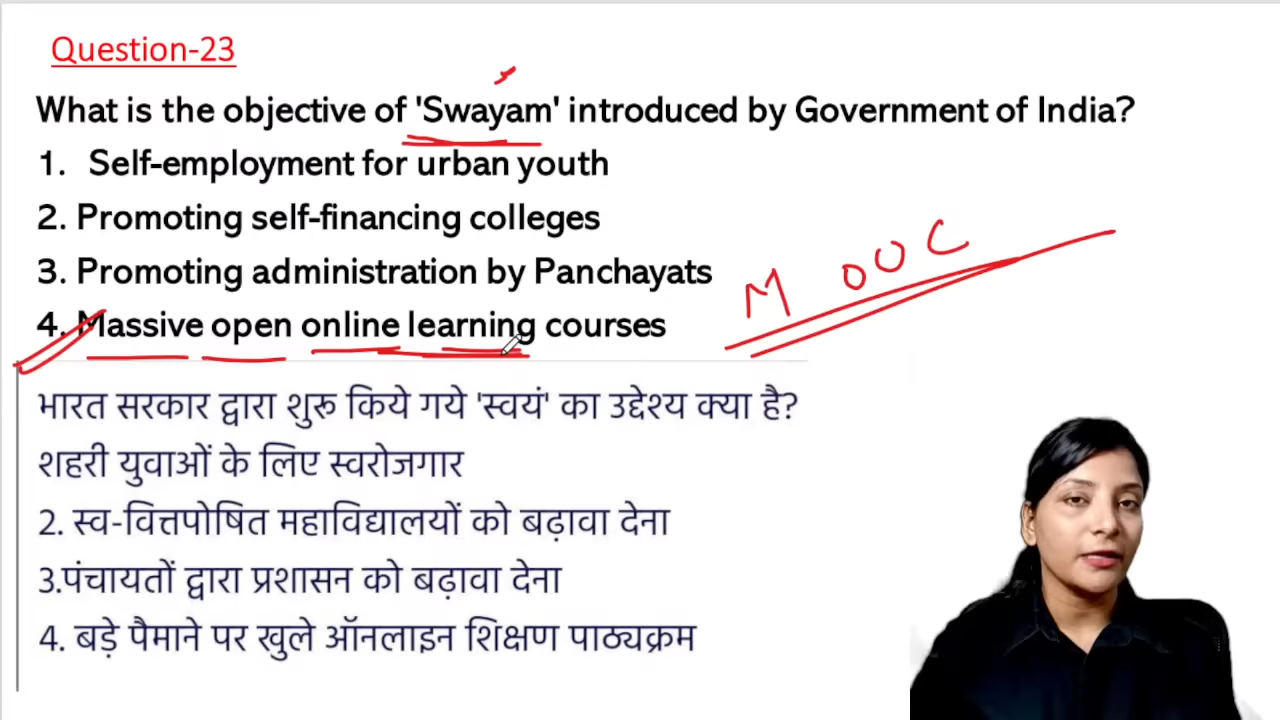 Question-23
What is the objective of 'Swayam' introduced by Government of India?
1. Self-employment for urban youth
2. Promoting self-financing colleges
3. Promoting administration by Panchayats
4. Massive open online learning courses
MOOC
भारत सरकार द्वारा शुरू किये गये 'स्वयं' का उद्देश्य क्या है?
शहरी युवाओं के लिए स्वरोजगार
2. स्व-वित्तपोषित महाविद्यालयों को बढ़ावा देना
3.पंचायतों द्वारा प्रशासन को बढ़ावा देना
4. बड़े पैमाने पर खुले ऑनलाइन शिक्षण पाठ्यक्रम